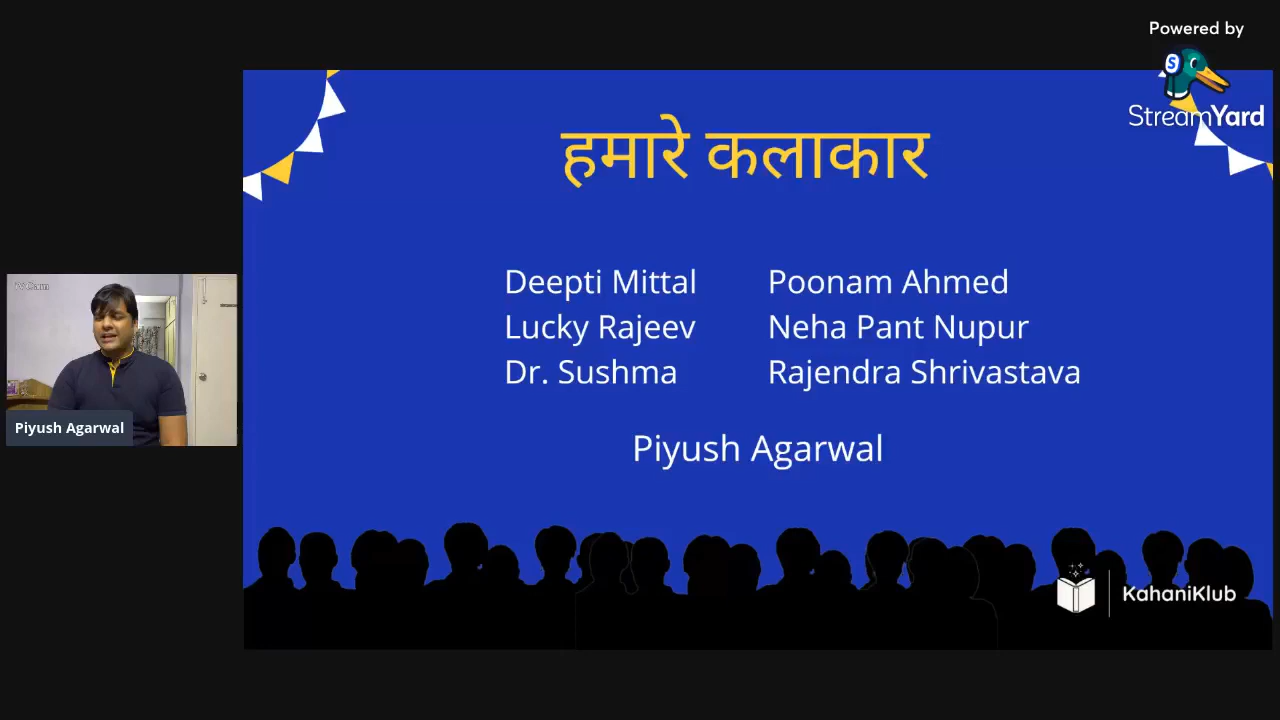 Powered by
StreamYard
हमारे कलाकार
Deepti Mittal
Poonam Ahmed
Lucky Rajeev
Neha Pant Nupur
Dr. Sushma
Rajendra Shrivastava
Piyush Agarwal
Piyush Agarwal
KahaniKlub